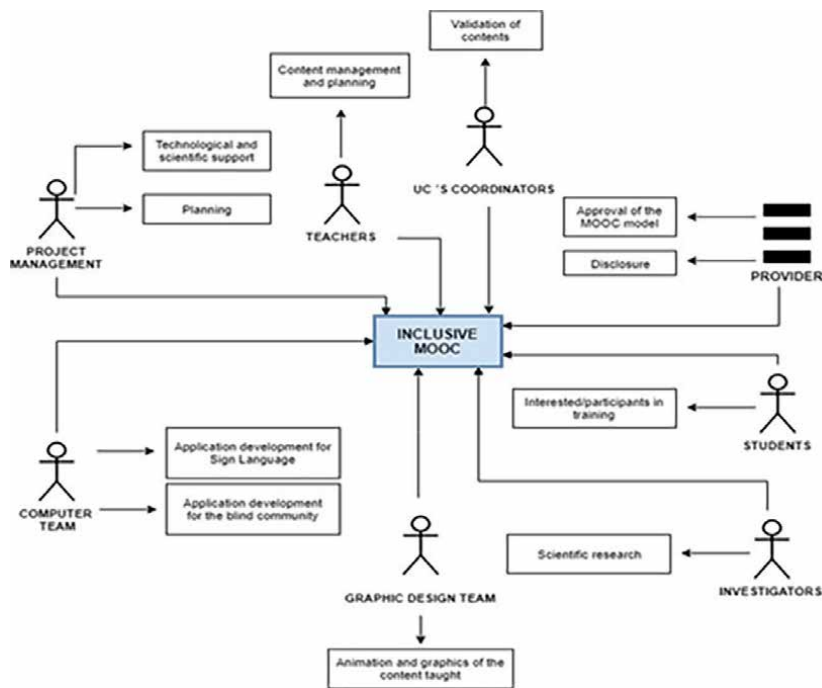 Validation of
contents
Content management
and planning
Technological and
scientific support
Planning
UC´S COORDINATORS
TEACHERS
Approval of the
MOOC model
Disclosure
PROVIDER
PROJECT
MANAGEMENT
INCLUSIVE
MOOC
Interested/participants in
training
STUDENTS
Application development for
Sign Language
COMPUTER
TEAM
Application development
for the blind community
Scientific research
INVESTIGATORS
GRAPHIC DESIGN TEAM
Animation and graphics of the
content taught